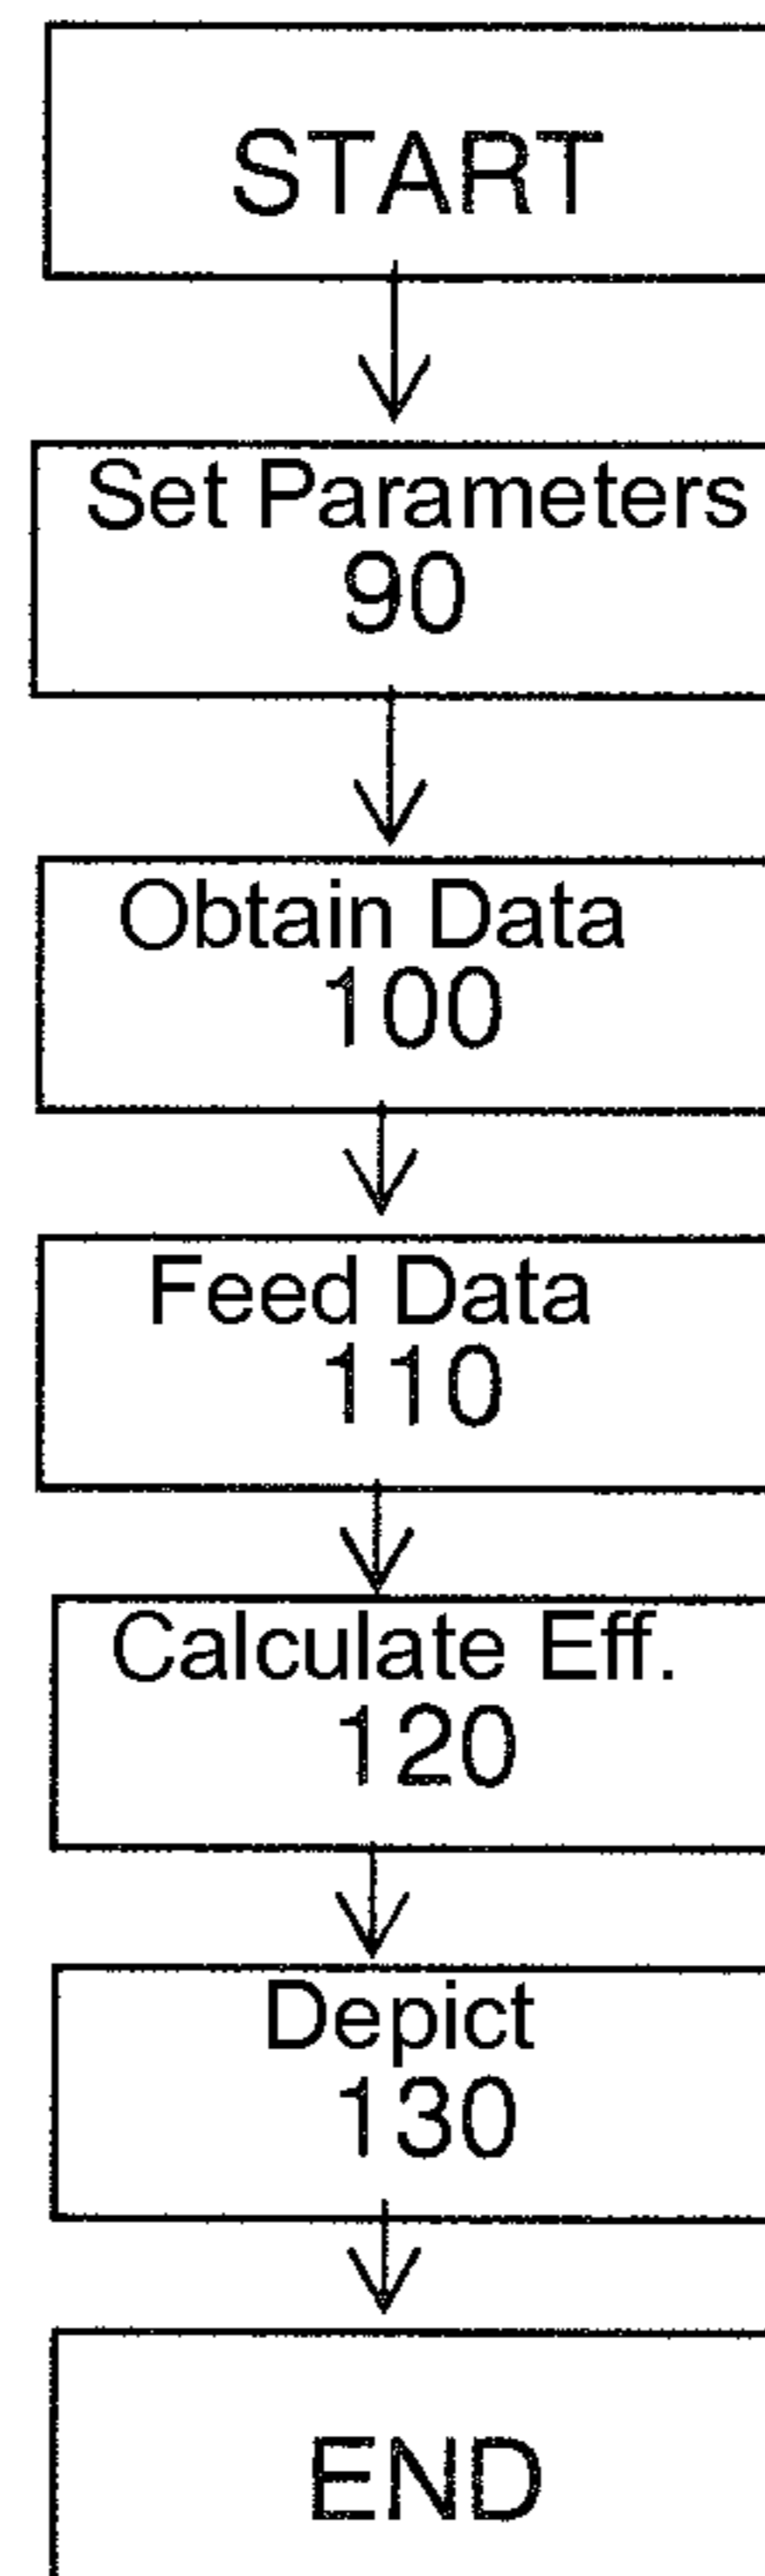 START
Set Parameters
90
Obtain Data
100
Feed Data
110
Calculate Eff.
120
Depict
130
END